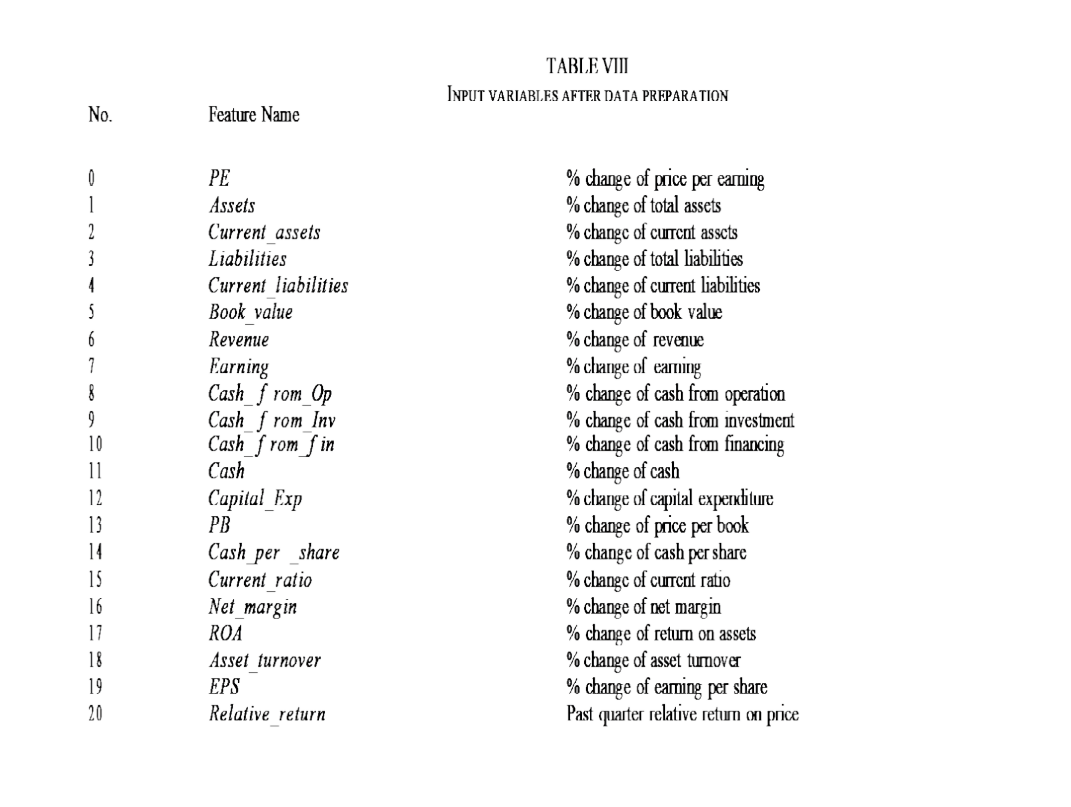 TABLE VIII
INPUT VARIABLES AFTER DATA PREPARATION
No. Feature Name
0 PE % change of price per earning
1 Assets % change of total assets
2 Current_assets % change of current assets
3 Liabilities % change of total liabilities
4 Current_liabilities % change of current liabilities
5 Book_value % change of book value
6 Revenue % change of revenue
7 Earning % change of earning
8 Cash_f rom_Op % change of cash from operation
9 Cash_f rom_Inv % change of cash from investment
10 Cash_f rom_f in % change of cash from financing
11 Cash % change of cash
12 Capital_Exp % change of capital expenditure
13 PB % change of price per book
14 Cash_per _share % change of cash per share
15 Current_ratio % change of current ratio
16 Net_margin % change of net margin
17 ROA % change of return on assets
18 Asset_turnover % change of asset turnover
19 EPS % change of earning per share
20 Relative_return Past quarter relative return on price